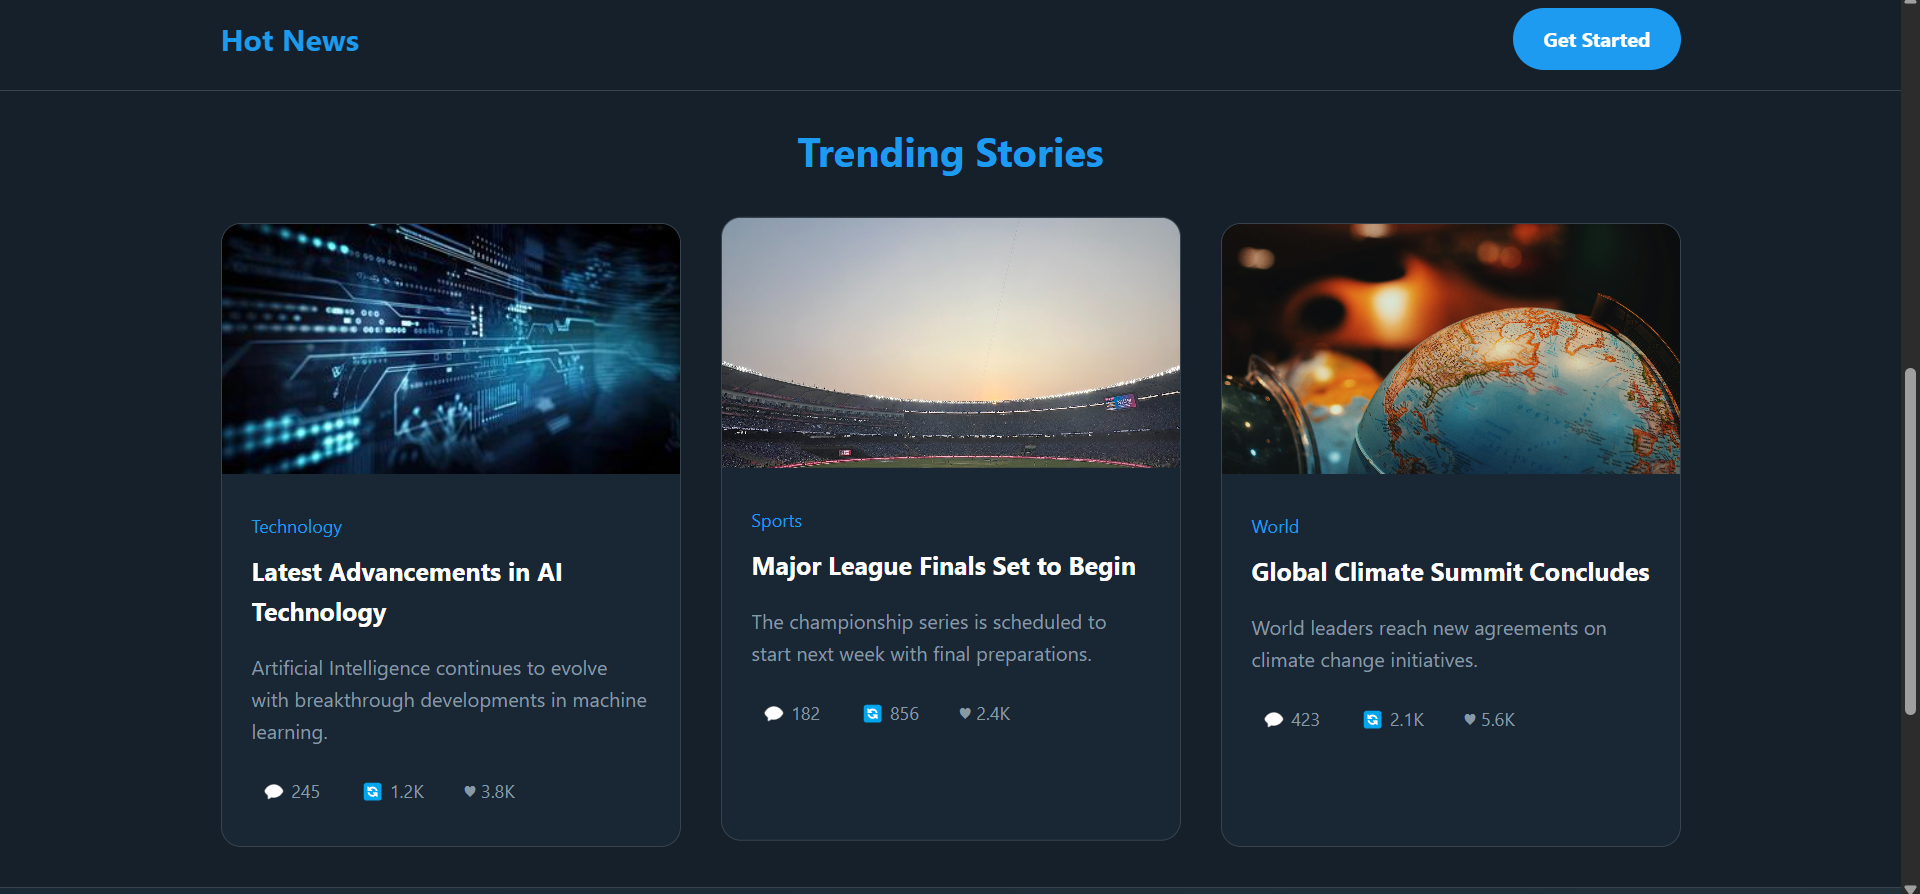 Hot News
Get Started
Trending Stories
Technology
Latest Advancements in AI
Technology
Artificial Intelligence continues to evolve
with breakthrough developments in machine
learning.
245 1.2K 3.8K
Sports
Major League Finals Set to Begin
The championship series is scheduled to
start next week with final preparations.
182 856 2.4K
World
Global Climate Summit Concludes
World leaders reach new agreements on
climate change initiatives.
423 2.1K 5.6K